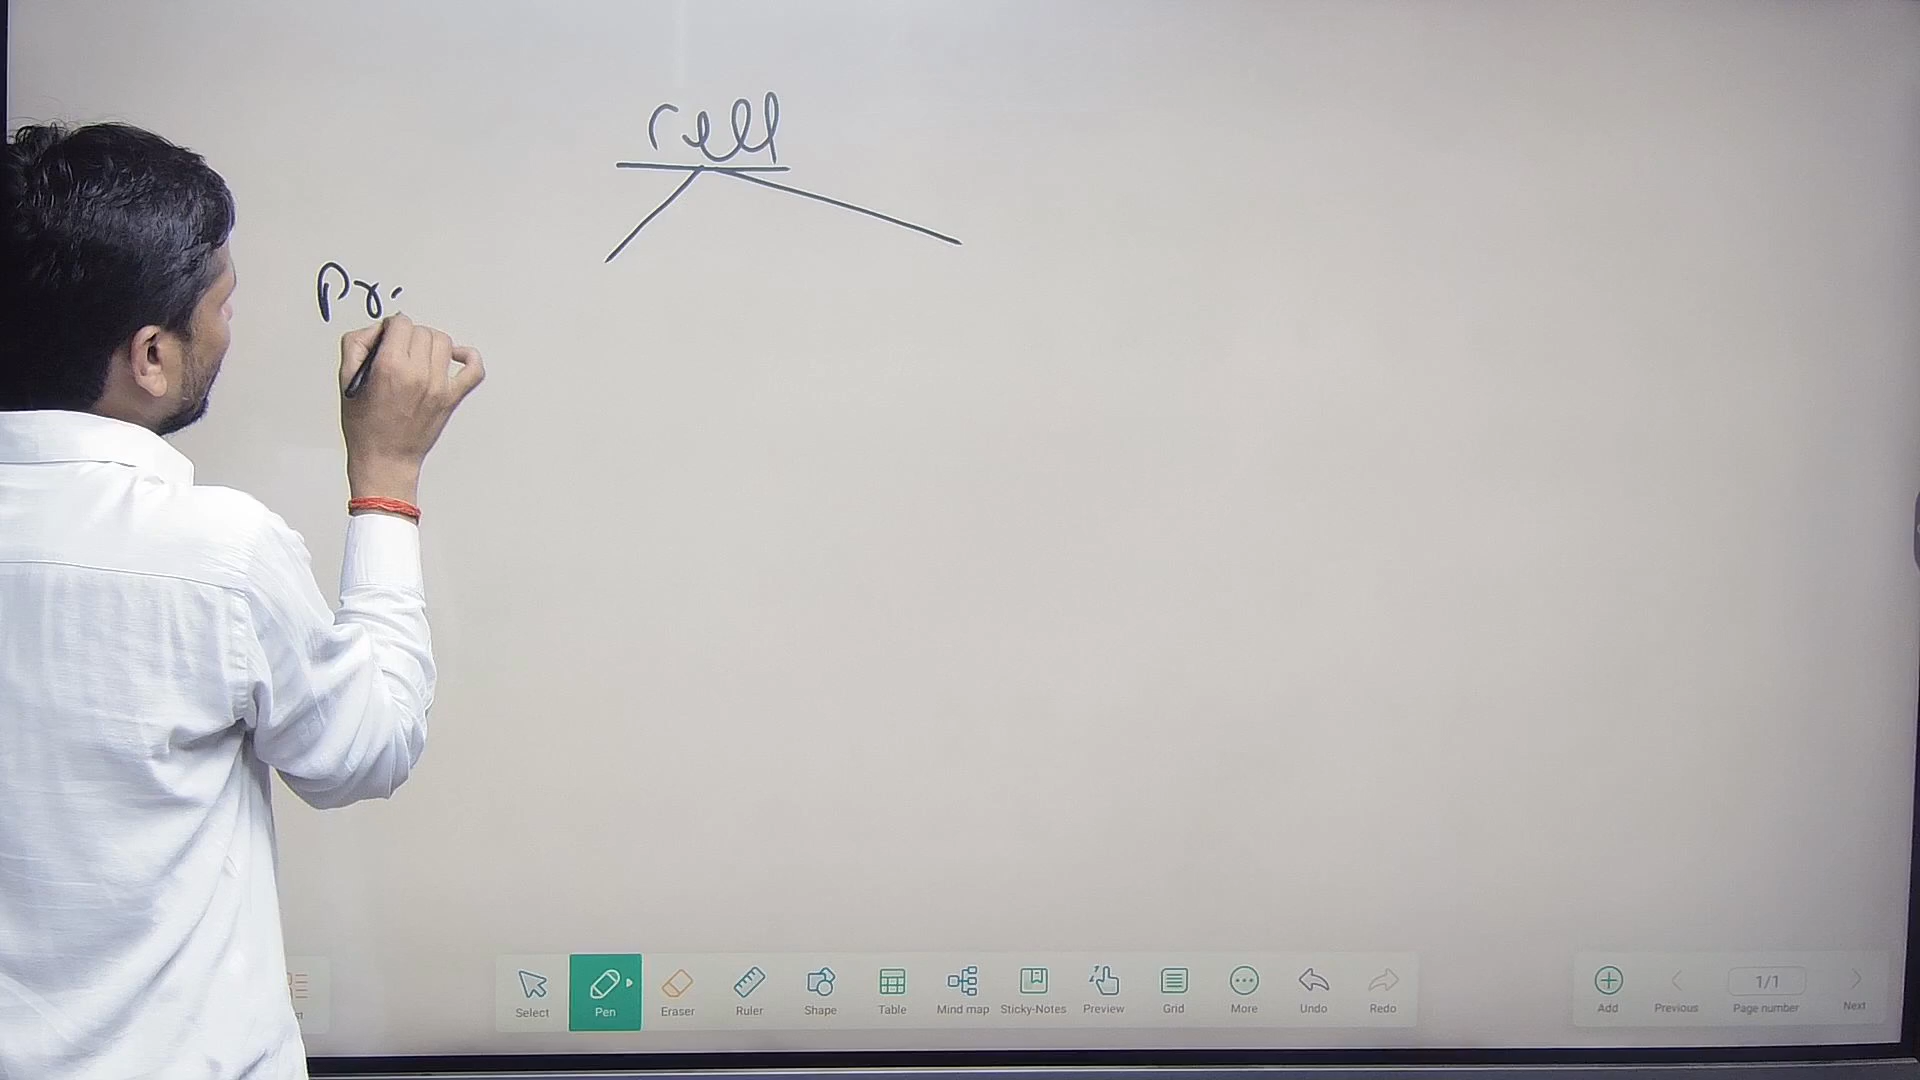 cell
Pr
Select
Pen
Eraser
Ruler
Shape
Table
Mind map
Sticky-Notes
Preview
Grid
More
Undo
Redo
Add
Previous
1/1
Page number
Next